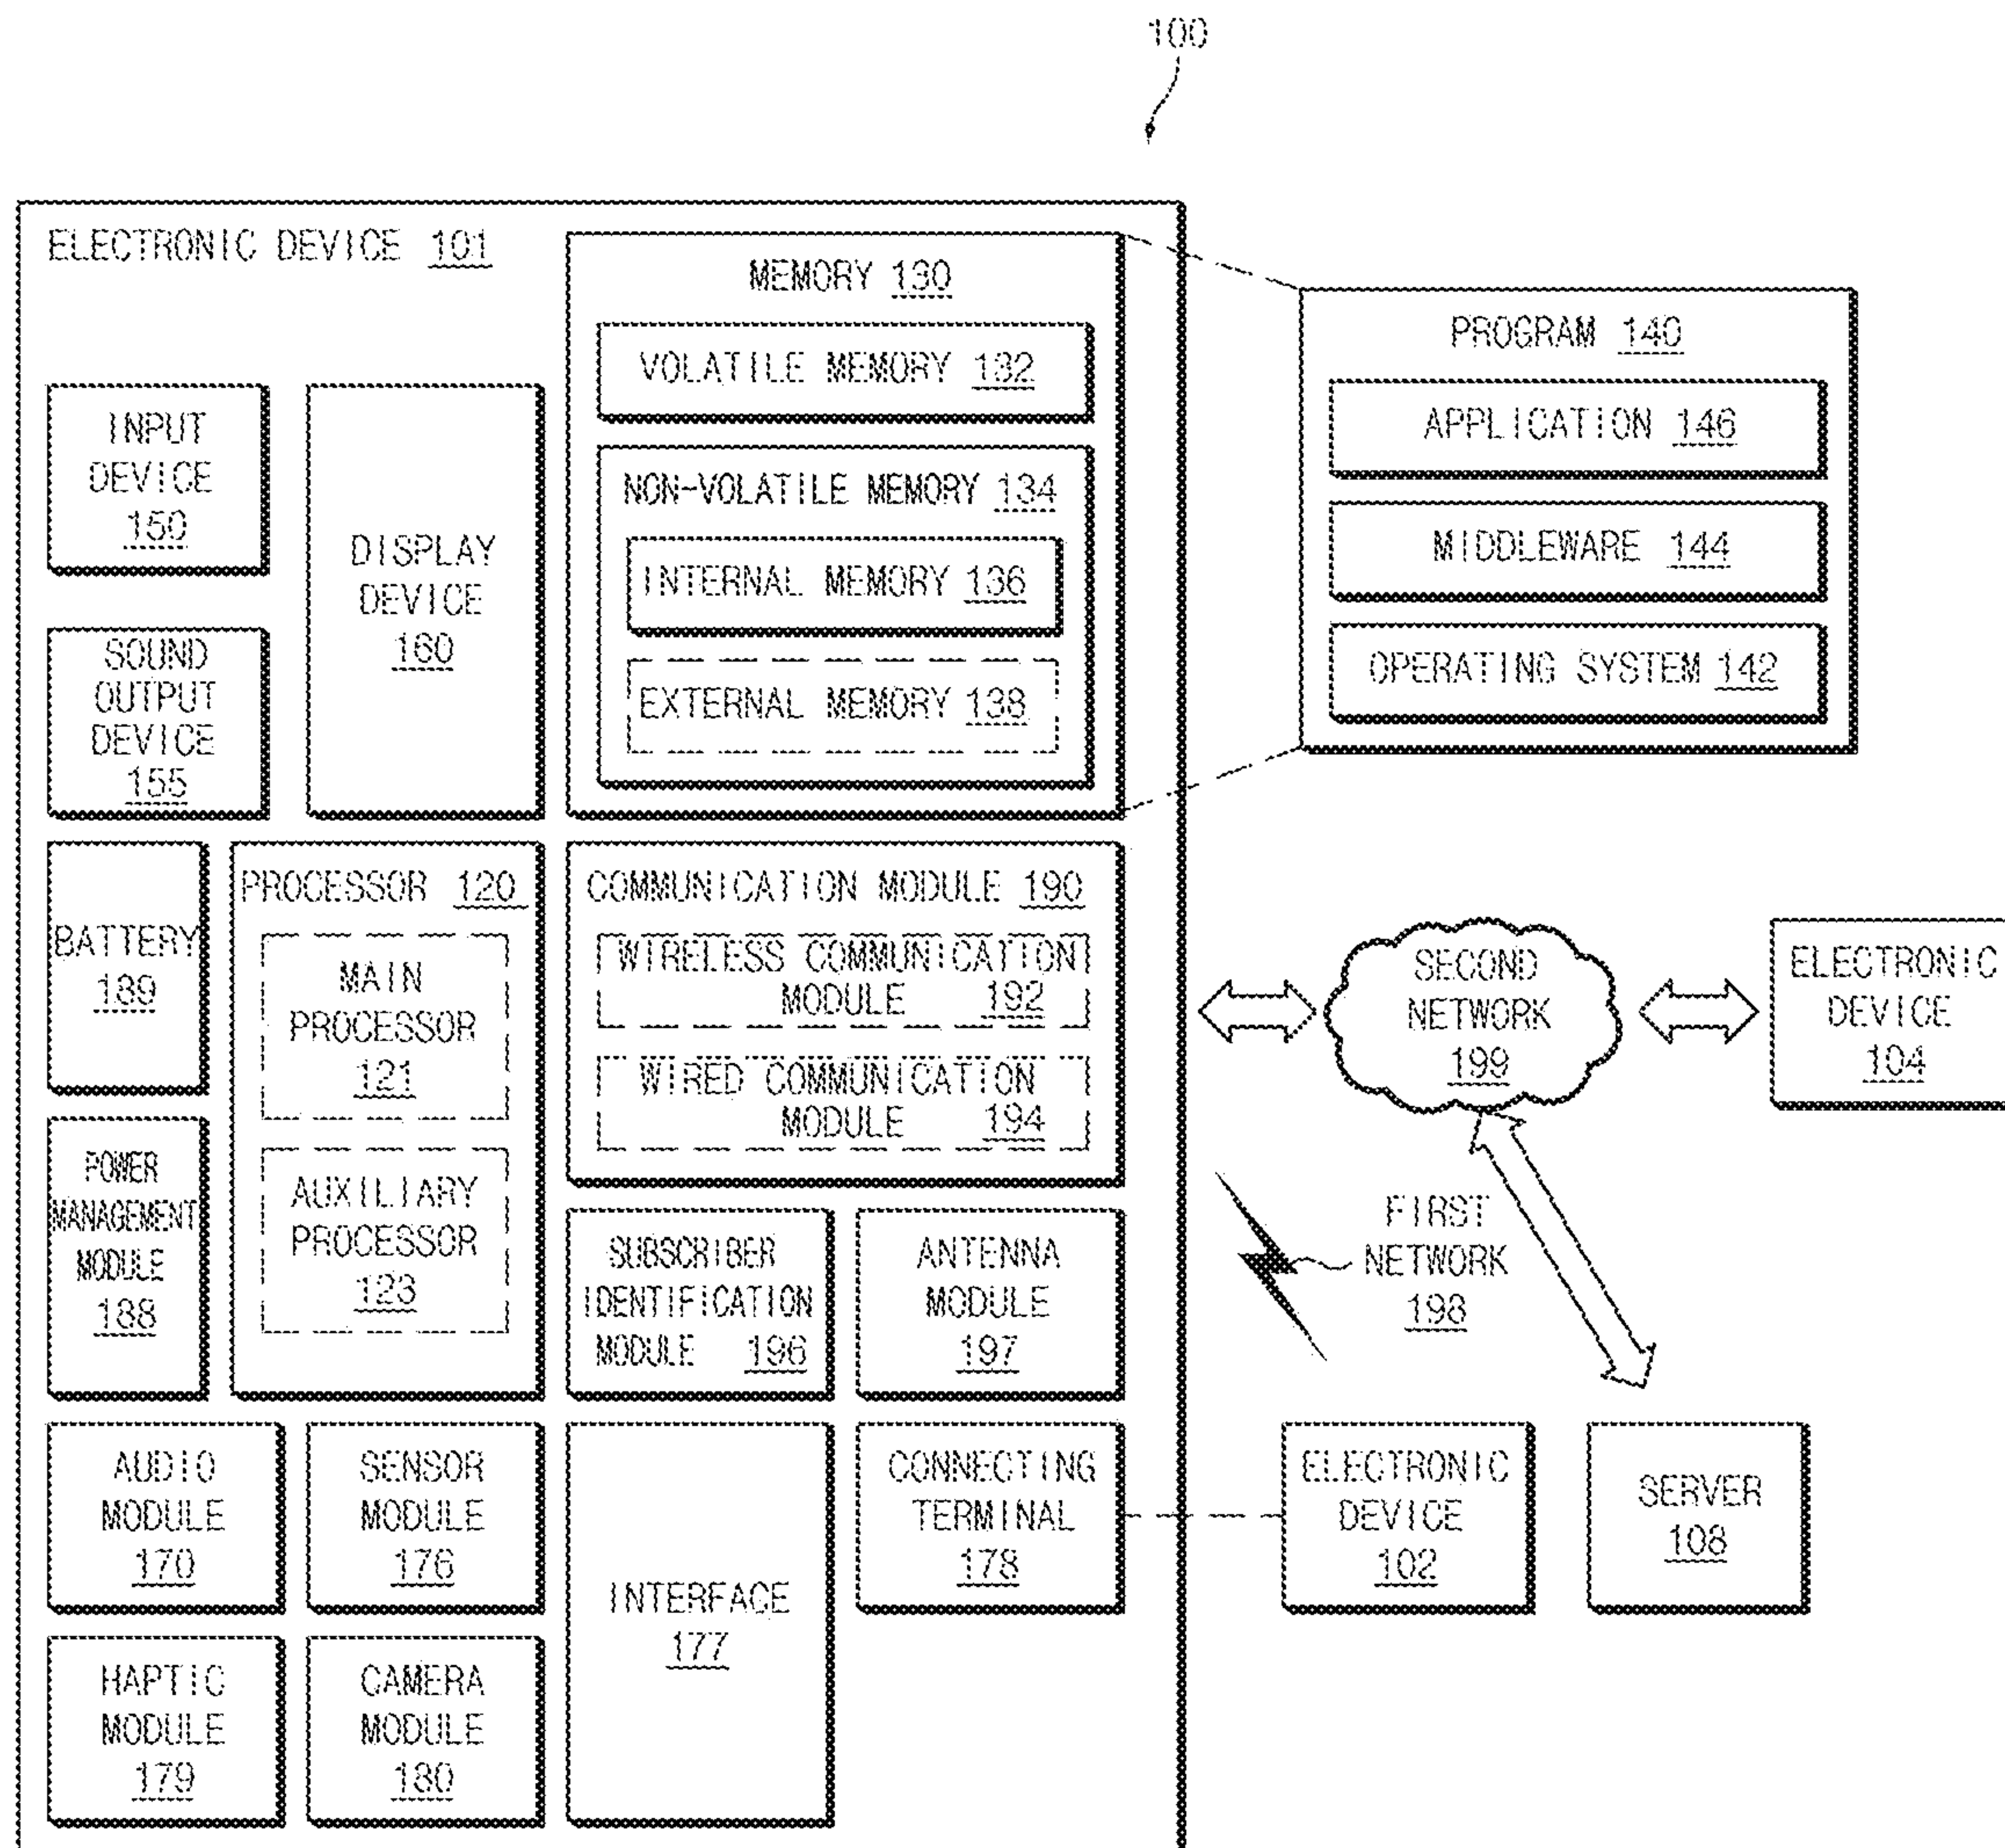 100
ELECTRONIC DEVICE 101
MEMORY 130
VOLATILE MEMORY 132
NON-VOLATILE MEMORY 134
INTERNAL MEMORY 136
EXTERNAL MEMORY 138
PROGRAM 140
APPLICATION 146
MIDDLEWARE 144
OPERATING SYSTEM 142
INPUT
DEVICE
150
SOUND
OUTPUT
DEVICE
155
DISPLAY
DEVICE
160
BATTERY
189
POWER
MANAGEMENT
MODULE
188
PROCESSOR 120
MAIN
PROCESSOR
121
AUXILIARY
PROCESSOR
123
COMMUNICATION MODULE 190
WIRELESS COMMUNICATION
MODULE 192
WIRED COMMUNICATION
MODULE 194
SECOND
NETWORK
199
ELECTRONIC
DEVICE
104
SUBSCRIBER
IDENTIFICATION
MODULE 196
ANTENNA
MODULE
197
FIRST
NETWORK
198
AUDIO
MODULE
170
SENSOR
MODULE
176
INTERFACE
177
CONNECTING
TERMINAL
178
ELECTRONIC
DEVICE
102
SERVER
108
HAPTIC
MODULE
179
CAMERA
MODULE
180